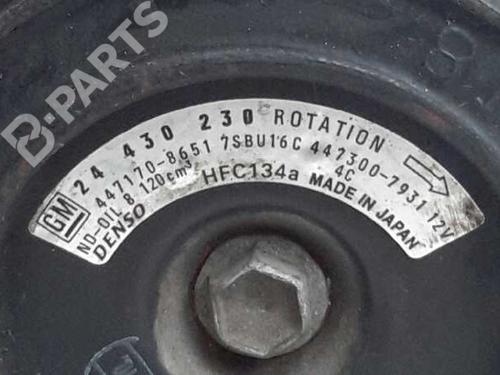 B-PARTS
GM 24 430 230 ROTATION
447170-8651 7SBU16C 447300-7931 12V
NO-OIL 8 120cm³ HFC134a 4C
DENSO MADE IN JAPAN